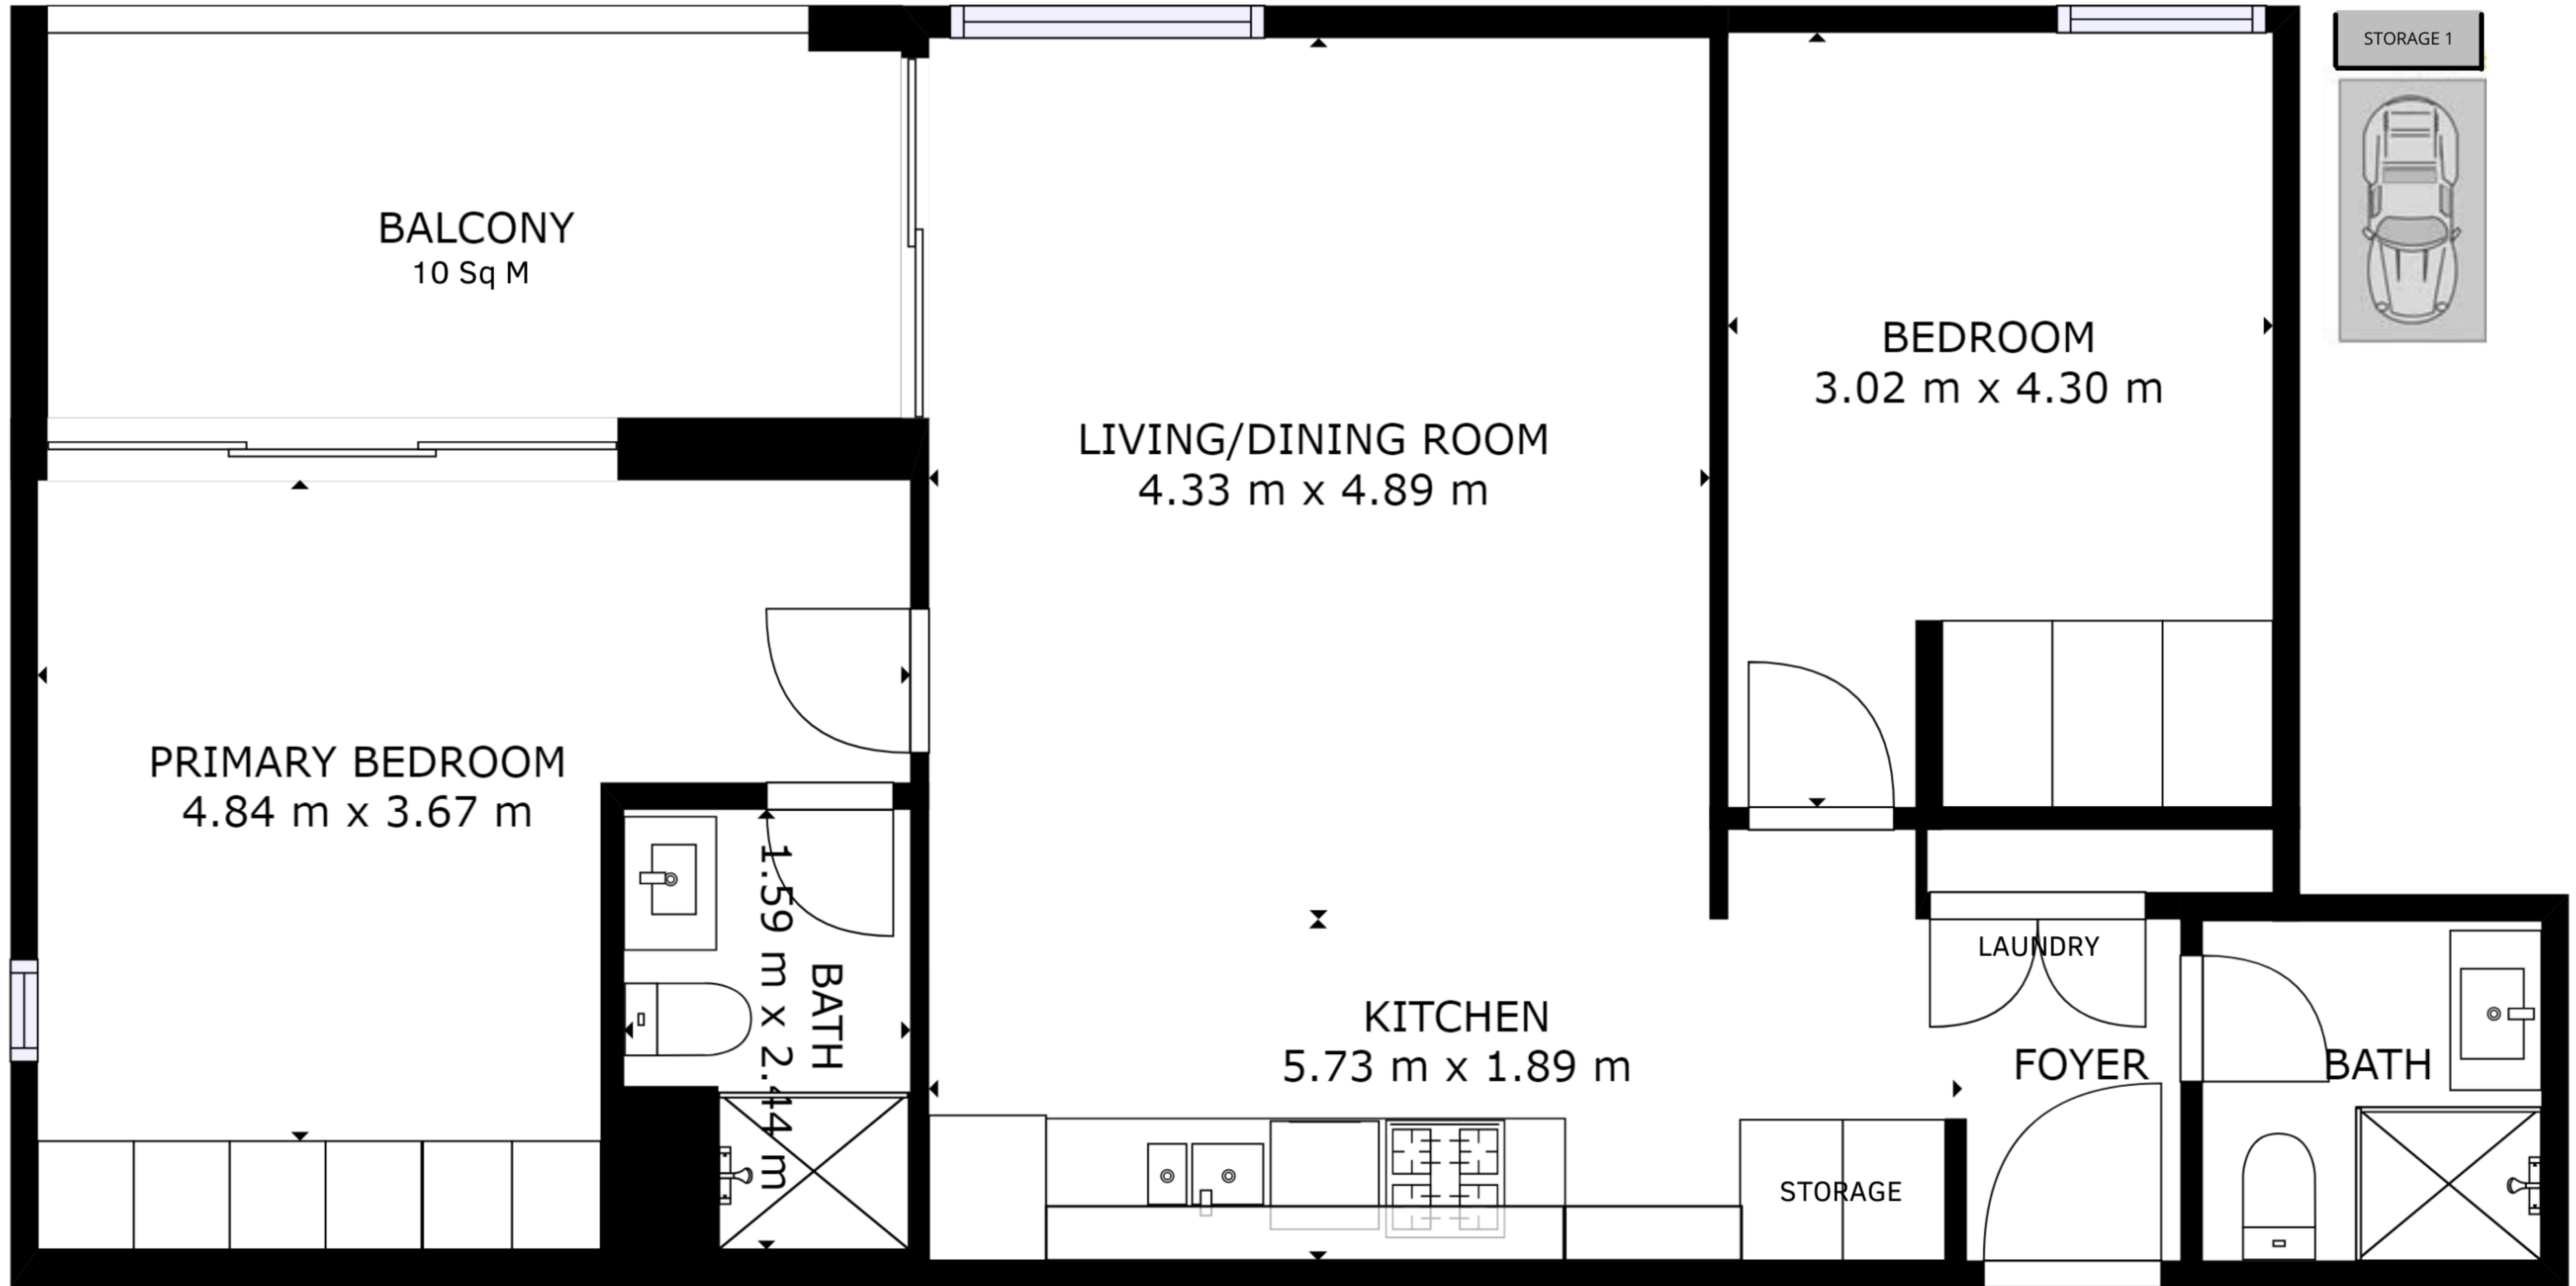 STORAGE 1
BALCONY
10 Sq M
BEDROOM
3.02 m x 4.30 m
LIVING/DINING ROOM
4.33 m x 4.89 m
PRIMARY BEDROOM
4.84 m x 3.67 m
BATH
1.59 m x 2.44 m
KITCHEN
5.73 m x 1.89 m
LAUNDRY
FOYER
BATH
STORAGE